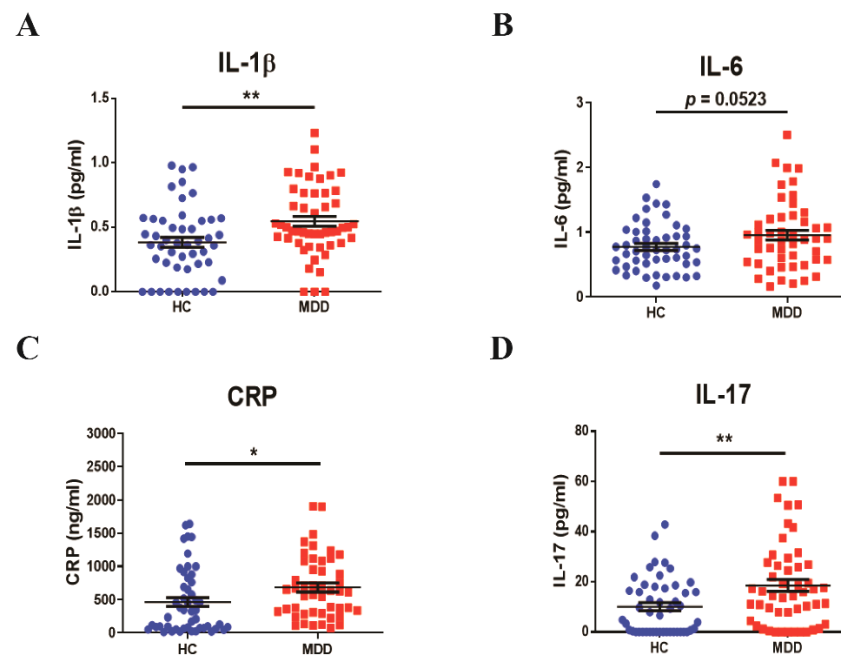 A
IL-1β
**
IL-1β (pg/ml)
1.5
1.0
0.5
0.0
HC
MDD
B
IL-6
p = 0.0523
IL-6 (pg/ml)
3
2
1
0
HC
MDD
C
CRP
*
CRP (ng/ml)
3000
2500
2000
1500
1000
500
0
HC
MDD
D
IL-17
**
IL-17 (pg/ml)
80
60
40
20
0
HC
MDD